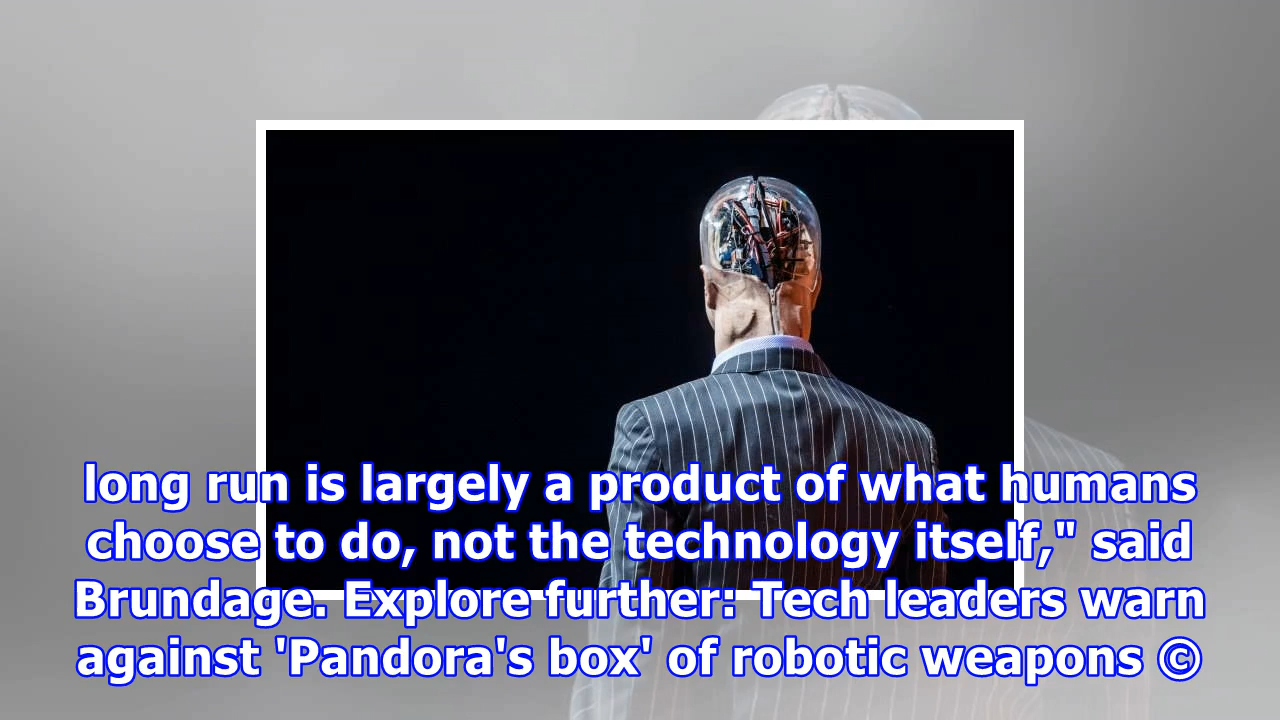 long run is largely a product of what humans
choose to do, not the technology itself," said
Brundage. Explore further: Tech leaders warn
against 'Pandora's box' of robotic weapons ©